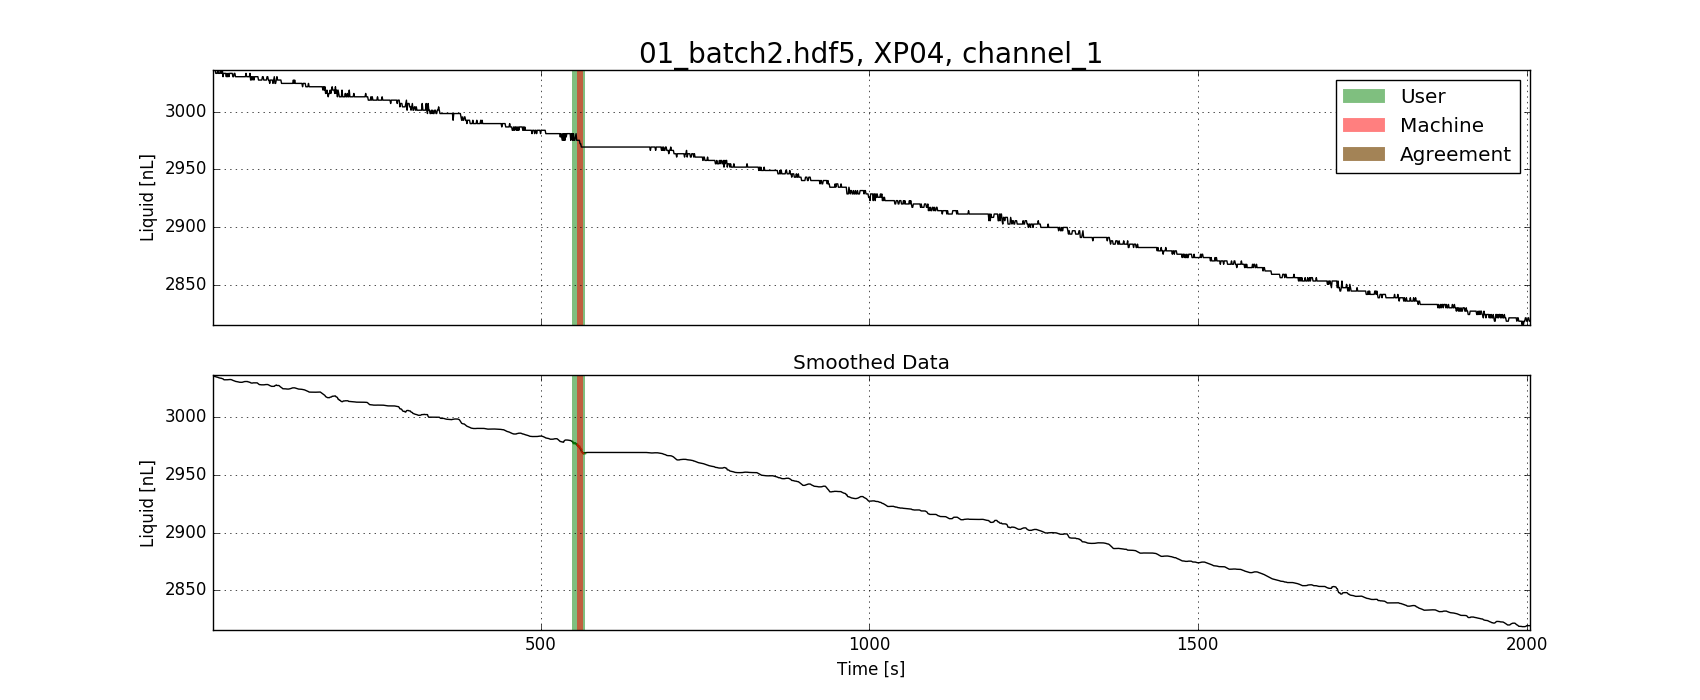 01_batch2.hdf5, XP04, channel_1
3000
2950
2900
2850
Liquid [nL]
User
Machine
Agreement
Smoothed Data
3000
2950
2900
2850
Liquid [nL]
500
1000
1500
2000
Time [s]